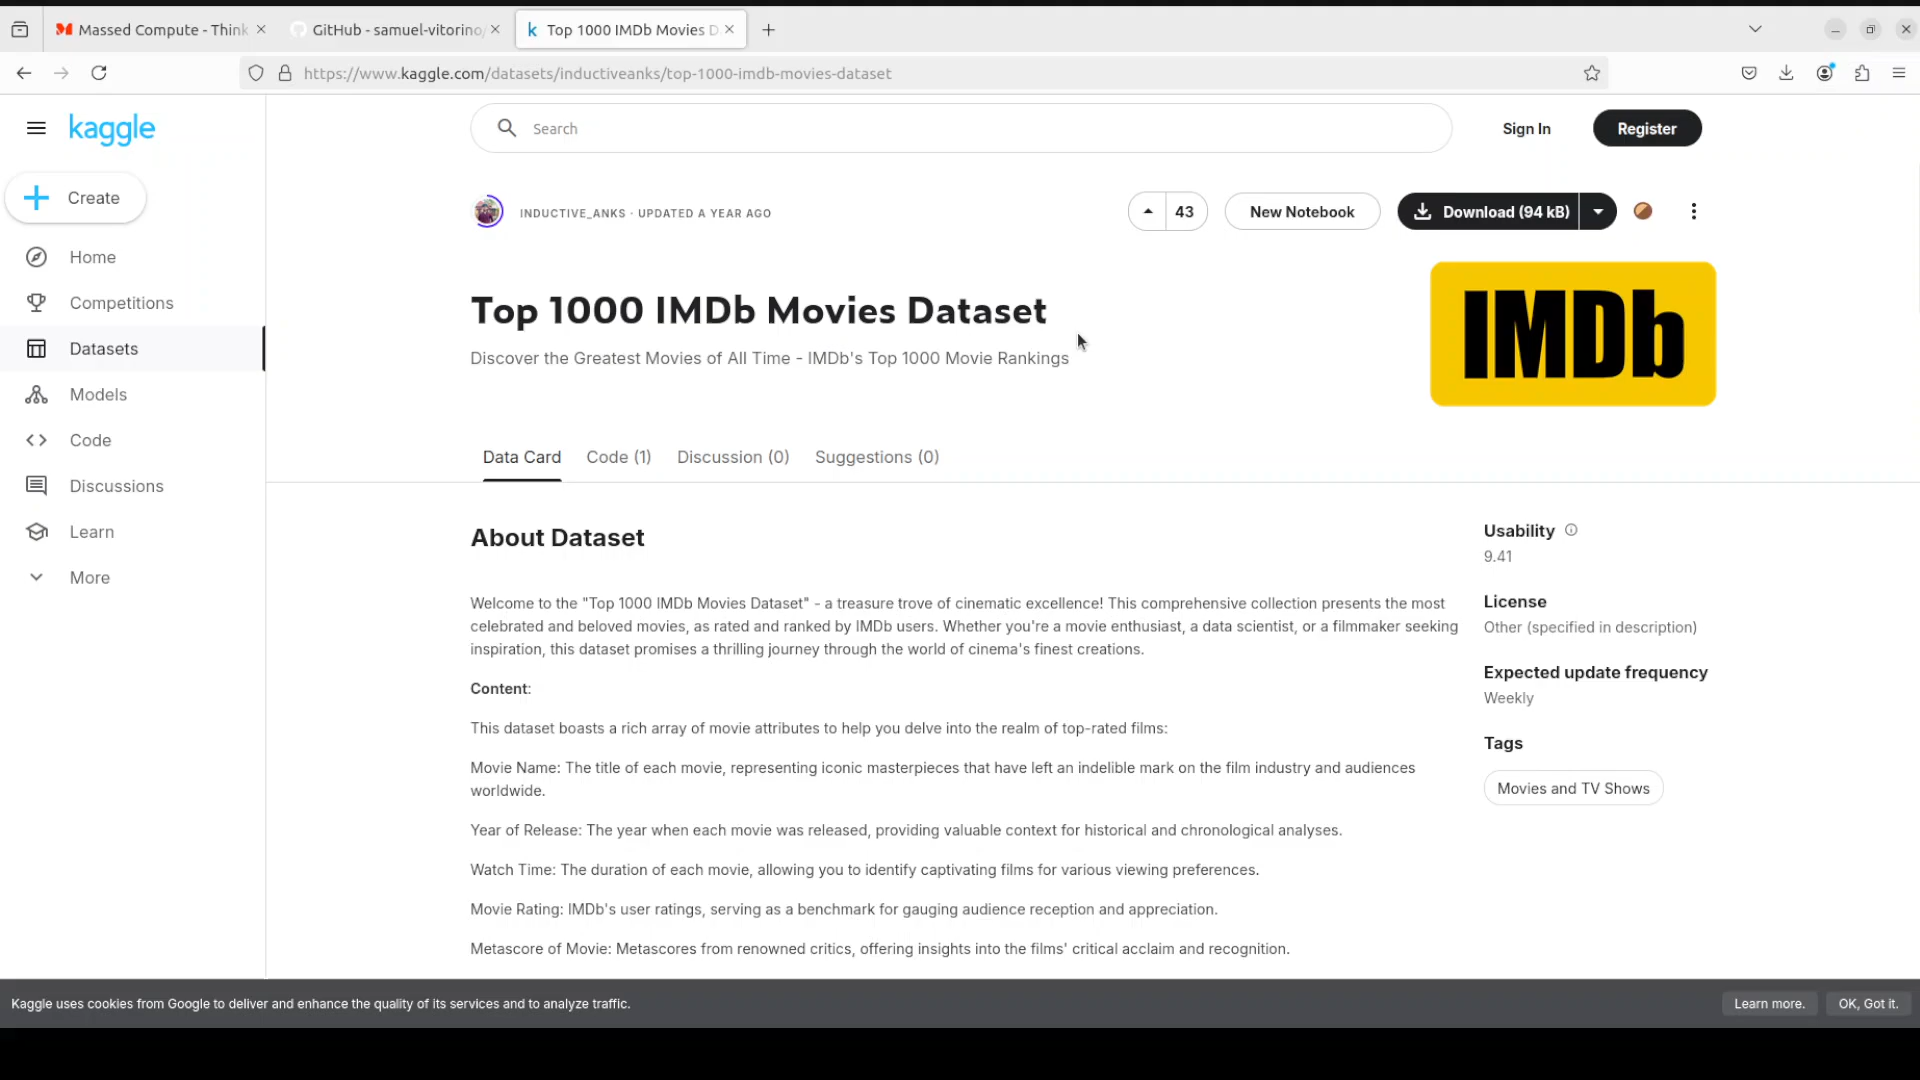 Massed Compute - Think
GitHub - samuel-vitorino/
k Top 1000 IMDb Movies D
https://www.kaggle.com/datasets/inductiveanks/top-1000-imdb-movies-dataset
kaggle
Search
Sign In
Register
Create
Home
Competitions
Datasets
Models
Code
Discussions
Learn
More
INDUCTIVE_ANKS · UPDATED A YEAR AGO
43
New Notebook
Download (94 kB)
Top 1000 IMDb Movies Dataset
Discover the Greatest Movies of All Time - IMDb's Top 1000 Movie Rankings
IMDb
Data Card
Code (1)
Discussion (0)
Suggestions (0)
About Dataset
Welcome to the "Top 1000 IMDb Movies Dataset" - a treasure trove of cinematic excellence! This comprehensive collection presents the most
celebrated and beloved movies, as rated and ranked by IMDb users. Whether you're a movie enthusiast, a data scientist, or a filmmaker seeking
inspiration, this dataset promises a thrilling journey through the world of cinema's finest creations.
Content:
This dataset boasts a rich array of movie attributes to help you delve into the realm of top-rated films:
Movie Name: The title of each movie, representing iconic masterpieces that have left an indelible mark on the film industry and audiences
worldwide.
Year of Release: The year when each movie was released, providing valuable context for historical and chronological analyses.
Watch Time: The duration of each movie, allowing you to identify captivating films for various viewing preferences.
Movie Rating: IMDb's user ratings, serving as a benchmark for gauging audience reception and appreciation.
Metascore of Movie: Metascores from renowned critics, offering insights into the films' critical acclaim and recognition.
Usability
9.41
License
Other (specified in description)
Expected update frequency
Weekly
Tags
Movies and TV Shows
Kaggle uses cookies from Google to deliver and enhance the quality of its services and to analyze traffic.
Learn more.
OK, Got it.